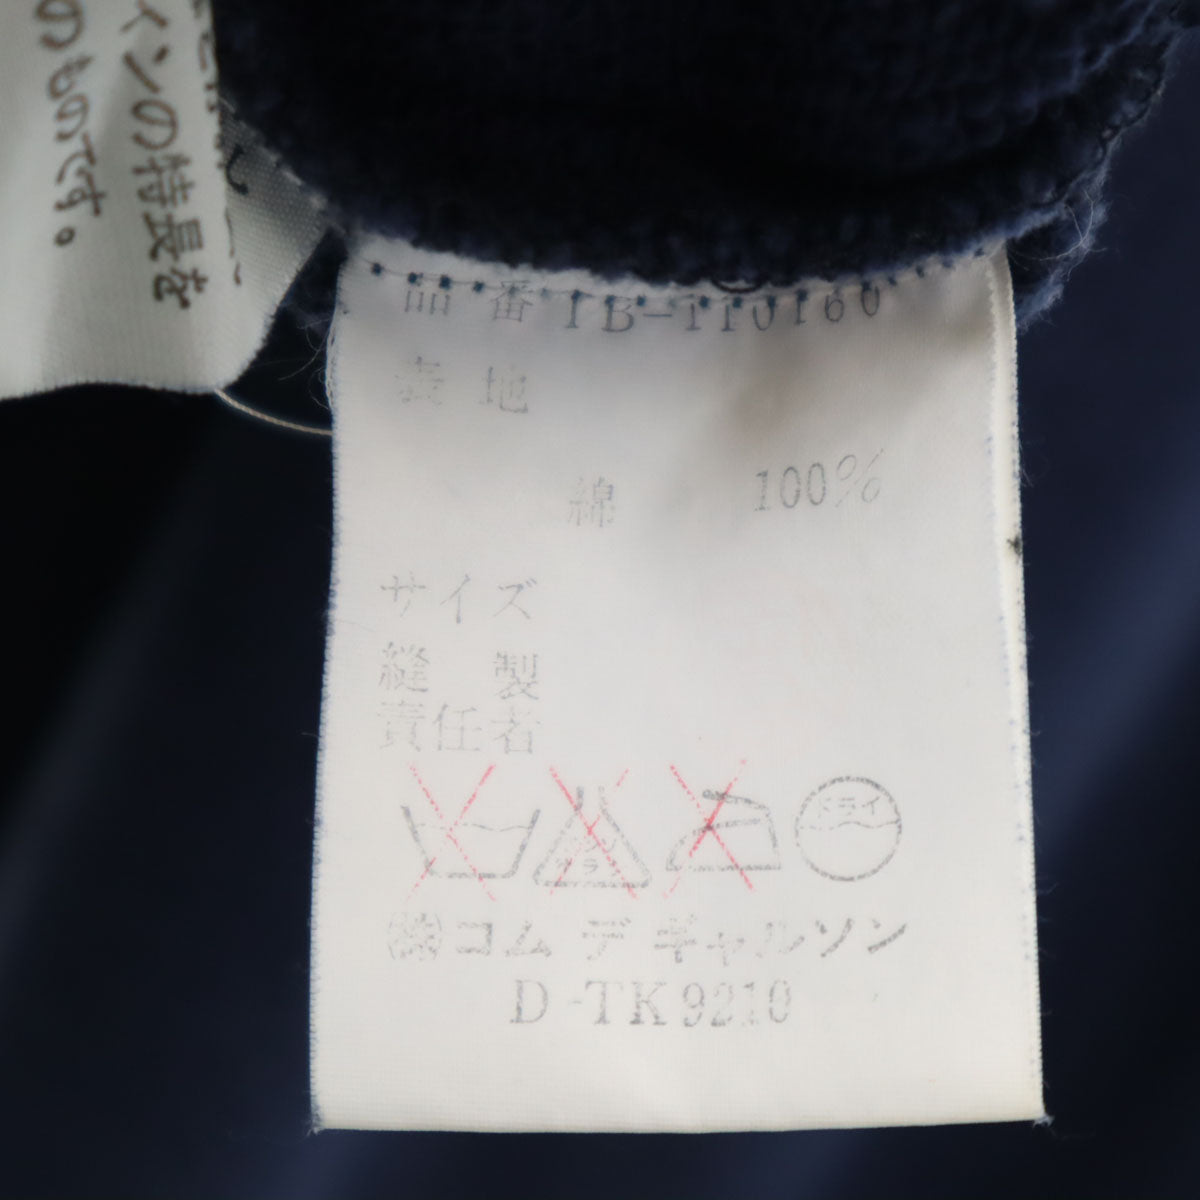 インの特長を
のものです。
品番 IB-110160
表地
綿 100%
サイズ
縫製
責任者
ドライ
㈱コム デ ギャルソン
D-TK9210